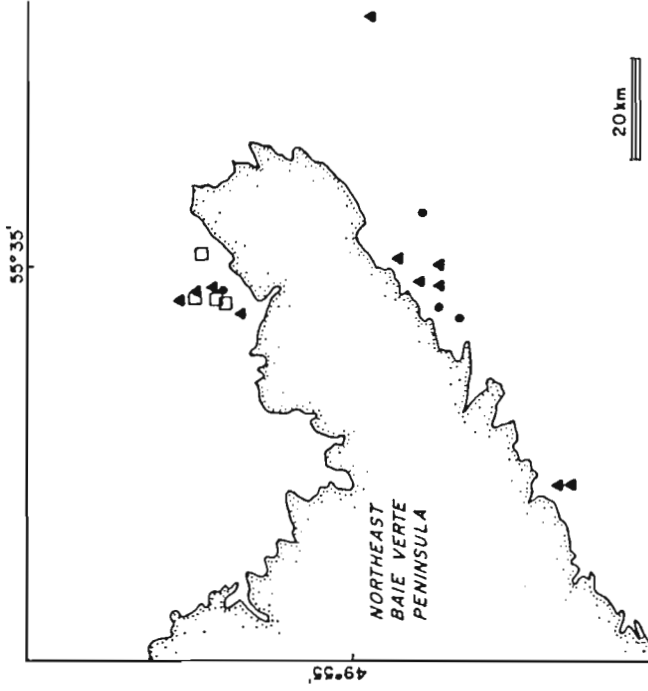 55°35'
20 km
NORTHEAST
BAIE VERTE
PENINSULA
49°55'